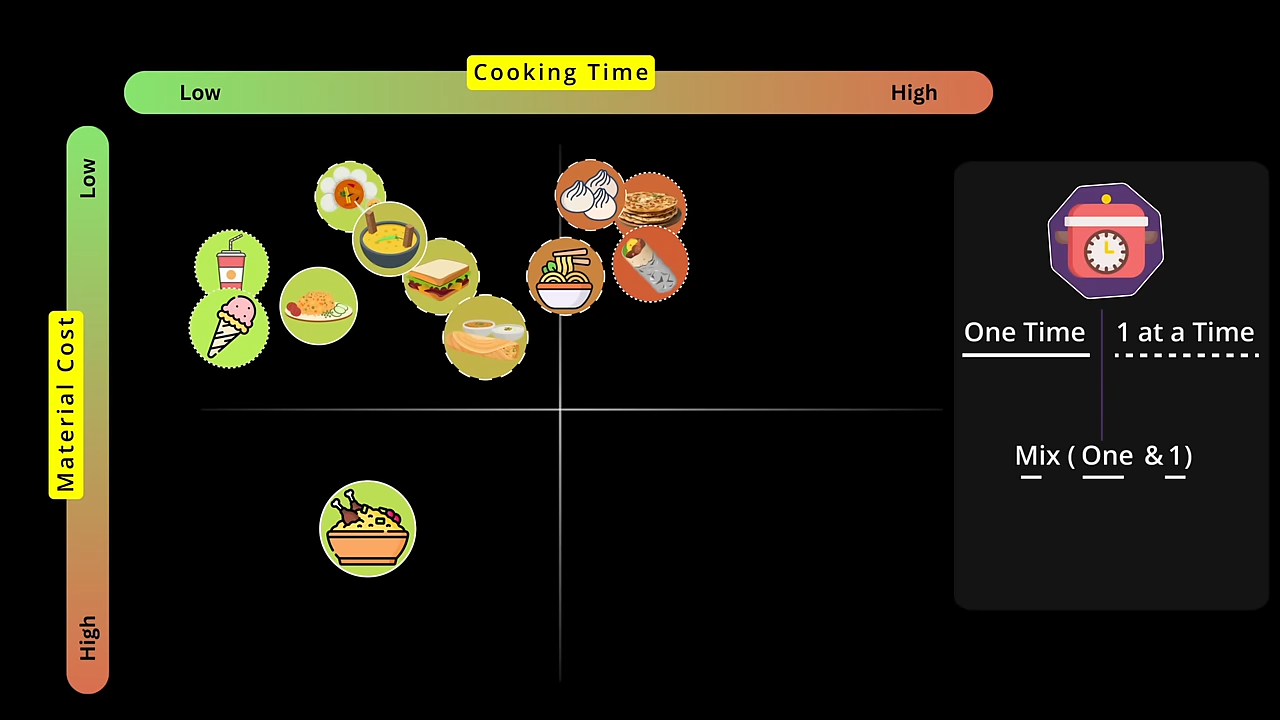 Cooking Time
Low
High
Low
Material Cost
High
One Time
1 at a Time
Mix ( One & 1)